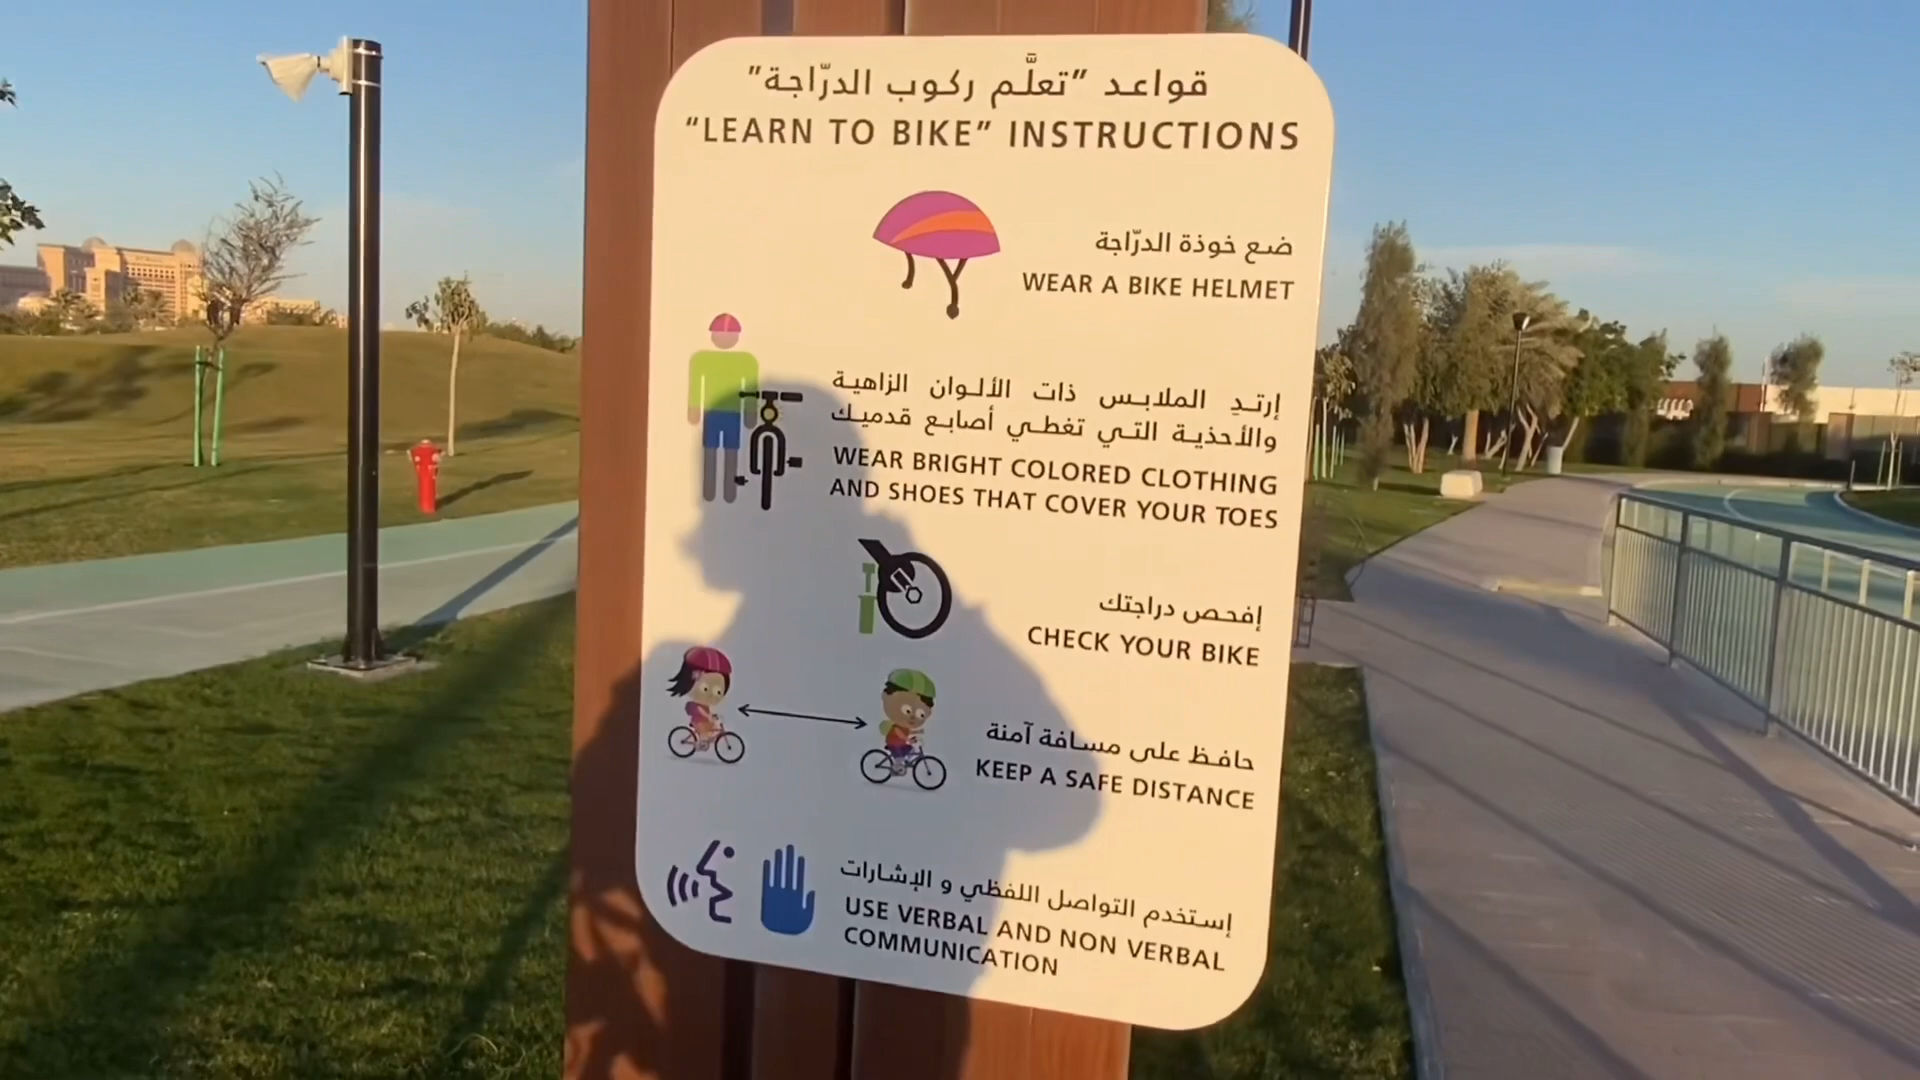 قواعد "تعلَّم ركوب الدرّاجة"
"LEARN TO BIKE" INSTRUCTIONS
ضع خوذة الدرّاجة
WEAR A BIKE HELMET
إرتدِ الملابس ذات الألوان الزاهية
والأحذية التي تغطي أصابع قدميك
WEAR BRIGHT COLORED CLOTHING
AND SHOES THAT COVER YOUR TOES
إفحص دراجتك
CHECK YOUR BIKE
حافظ على مسافة آمنة
KEEP A SAFE DISTANCE
إستخدم التواصل اللفظي و الإشارات
USE VERBAL AND NON VERBAL
COMMUNICATION